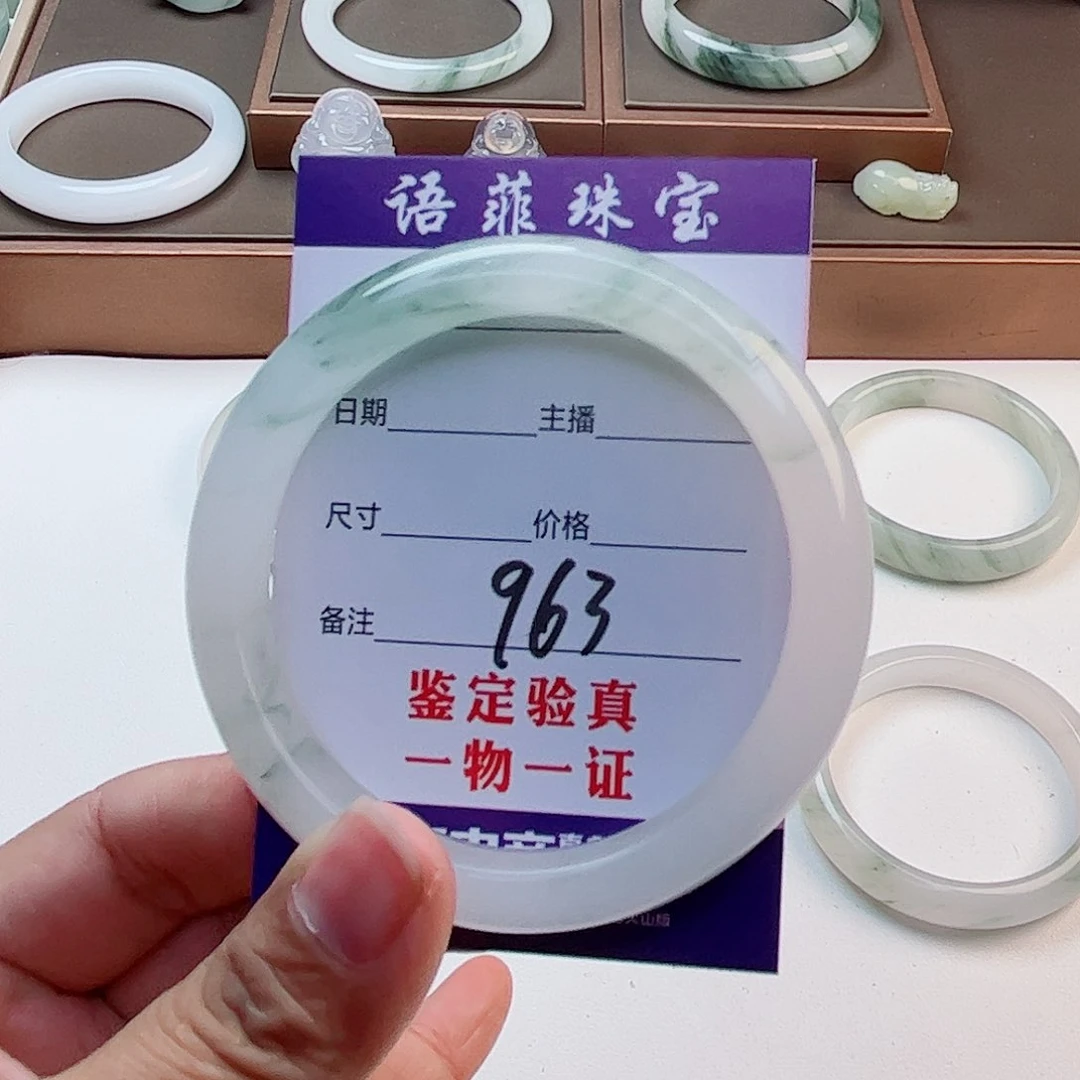 语菲珠宝
日期 主播
尺寸 价格
备注 963
鉴定验真
一物一证